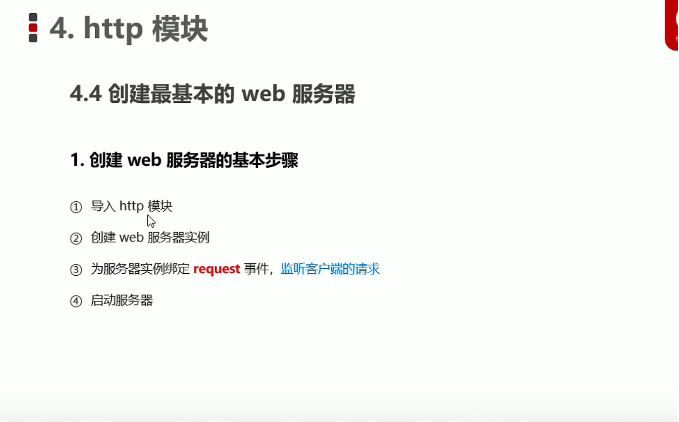 4. http 模块
4.4 创建最基本的 web 服务器
1. 创建 web 服务器的基本步骤
① 导入 http 模块
② 创建 web 服务器实例
③ 为服务器实例绑定 request 事件，监听客户端的请求
④ 启动服务器